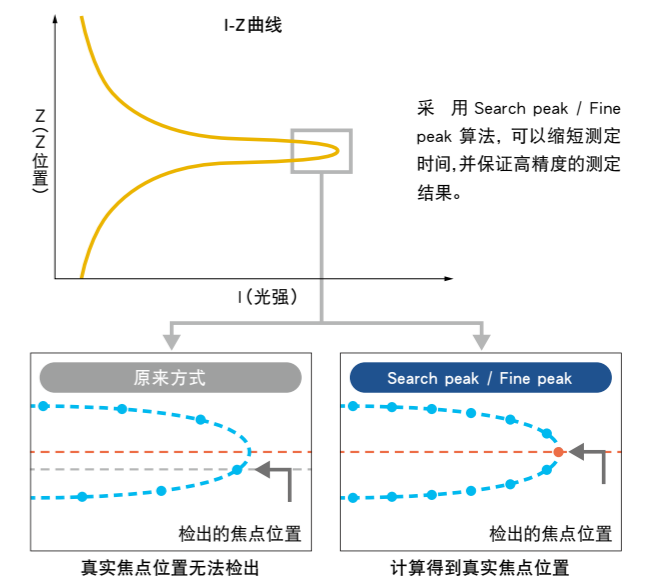 I-Z曲线
Z(Z位置)
I(光强)
采 用 Search peak / Fine
peak 算法, 可以缩短测定
时间,并保证高精度的测定
结果。
原来方式
检出的焦点位置
真实焦点位置无法检出
Search peak / Fine peak
检出的焦点位置
计算得到真实焦点位置